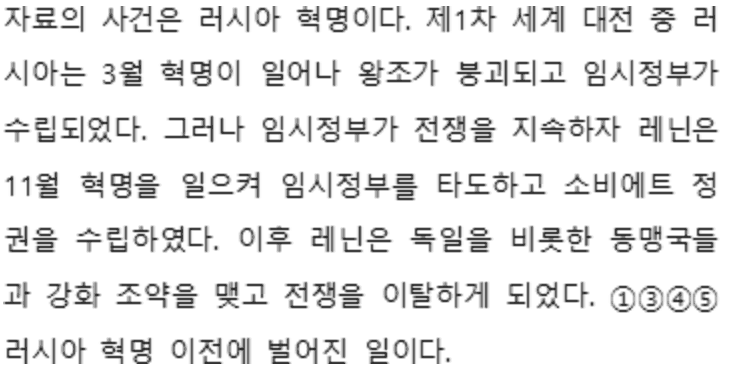 자료의 사건은 러시아 혁명이다. 제1차 세계 대전 중 러
시아는 3월 혁명이 일어나 왕조가 붕괴되고 임시정부가
수립되었다. 그러나 임시정부가 전쟁을 지속하자 레닌은
11월 혁명을 일으켜 임시정부를 타도하고 소비에트 정
권을 수립하였다. 이후 레닌은 독일을 비롯한 동맹국들
과 강화 조약을 맺고 전쟁을 이탈하게 되었다. ①③④⑤
러시아 혁명 이전에 벌어진 일이다.